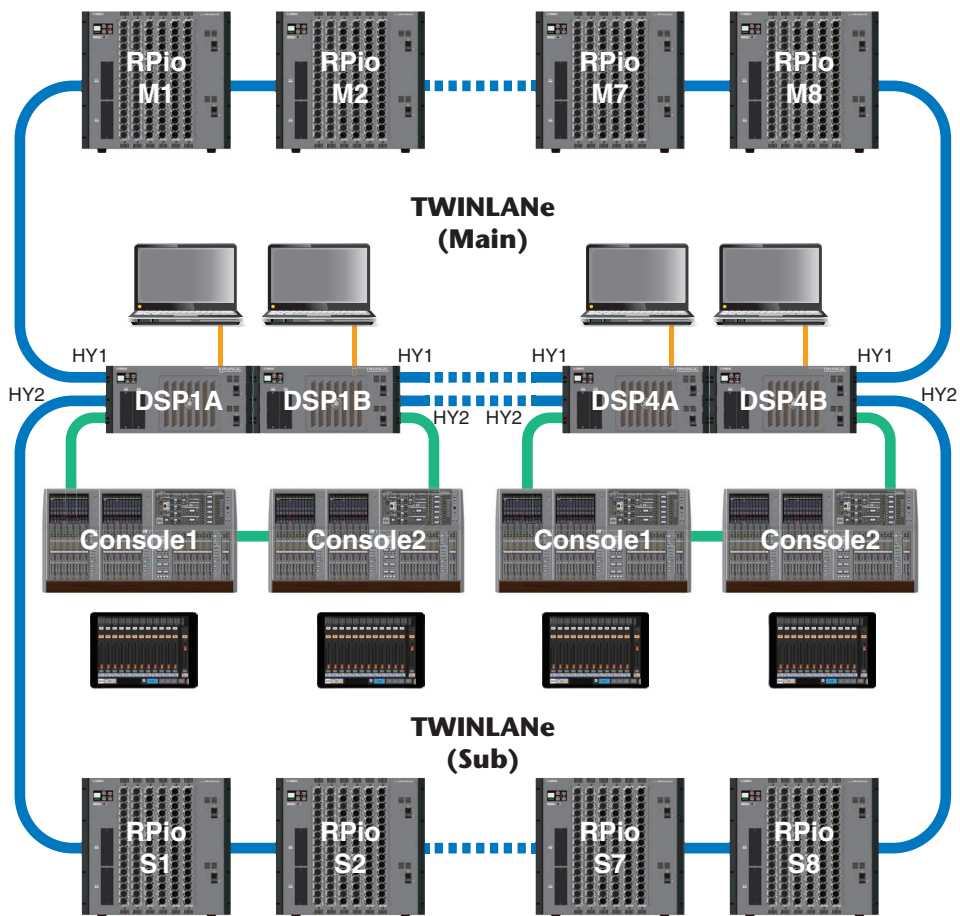 RPio
M1
RPio
M2
RPio
M7
RPio
M8
TWINLANe
(Main)
HY1
HY1
HY1
HY1
HY2
HY2
HY2
HY2
DSP1A
DSP1B
DSP4A
DSP4B
Console1
Console2
Console1
Console2
TWINLANe
(Sub)
RPio
S1
RPio
S2
RPio
S7
RPio
S8